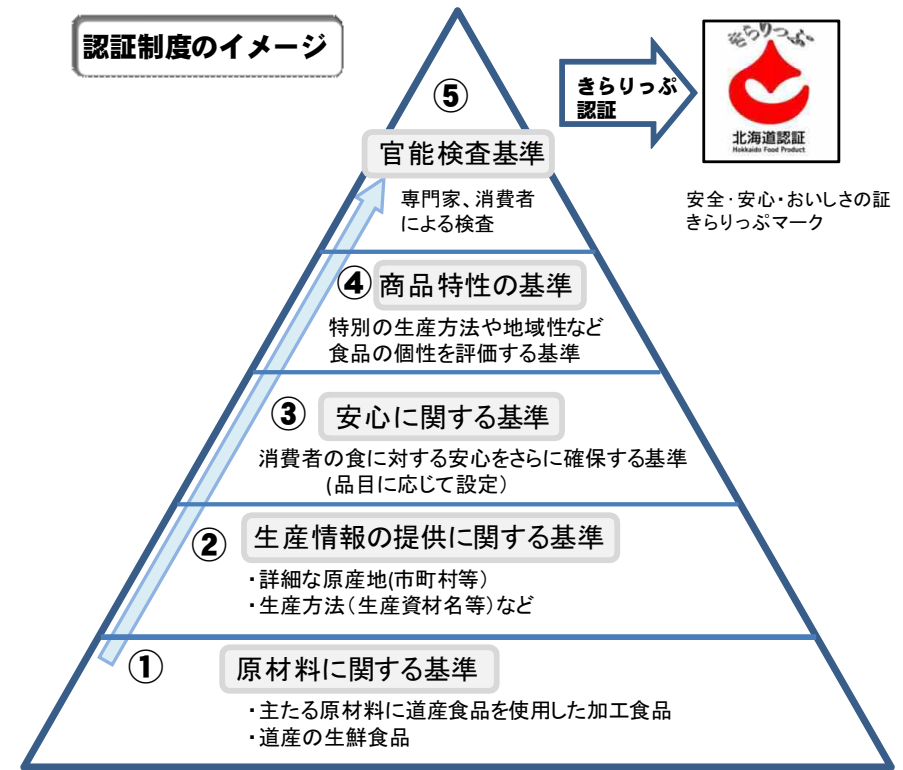 認証制度のイメージ
⑤
官能検査基準
専門家、消費者
による検査
きらりっぷ
認証
きらりっぷ
北海道認証
Hokkaido Food Product
安全・安心・おいしさの証
きらりっぷマーク
④ 商品特性の基準
特別の生産方法や地域性など
食品の個性を評価する基準
③ 安心に関する基準
消費者の食に対する安心をさらに確保する基準
(品目に応じて設定）
② 生産情報の提供に関する基準
・詳細な原産地(市町村等）
・生産方法（生産資材名等）など
① 原材料に関する基準
・主たる原材料に道産食品を使用した加工食品
・道産の生鮮食品